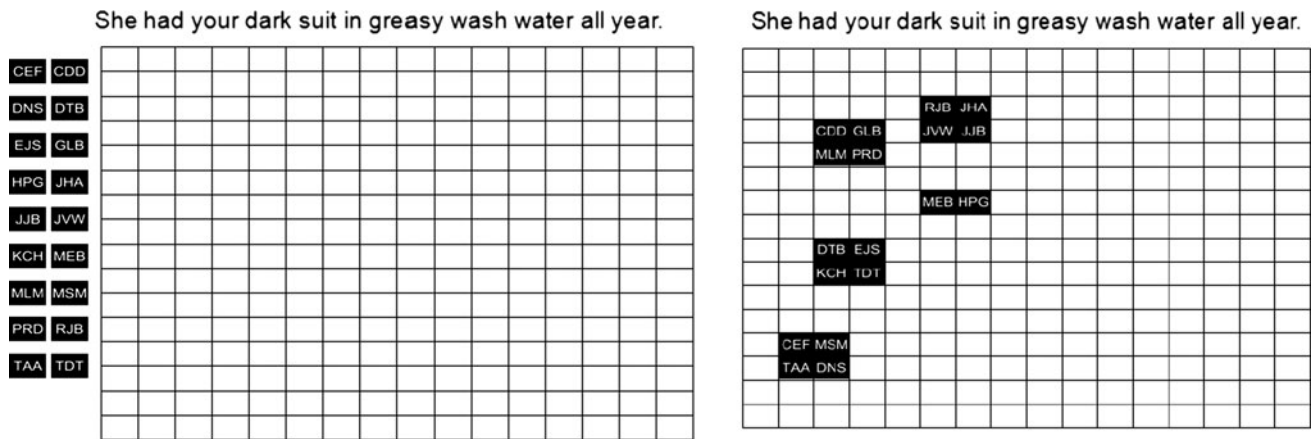 She had your dark suit in greasy wash water all year.
CEF CDD
DNS DTB
EJS GLB
HPG JHA
JJB JVW
KCH MEB
MLM MSM
PRD RJB
TAA TDT
She had your dark suit in greasy wash water all year.
RJB JHA
CDD GLB JVW JJB
MLM PRD
MEB HPG
DTB EJS
KCH TDT
CEF MSM
TAA DNS